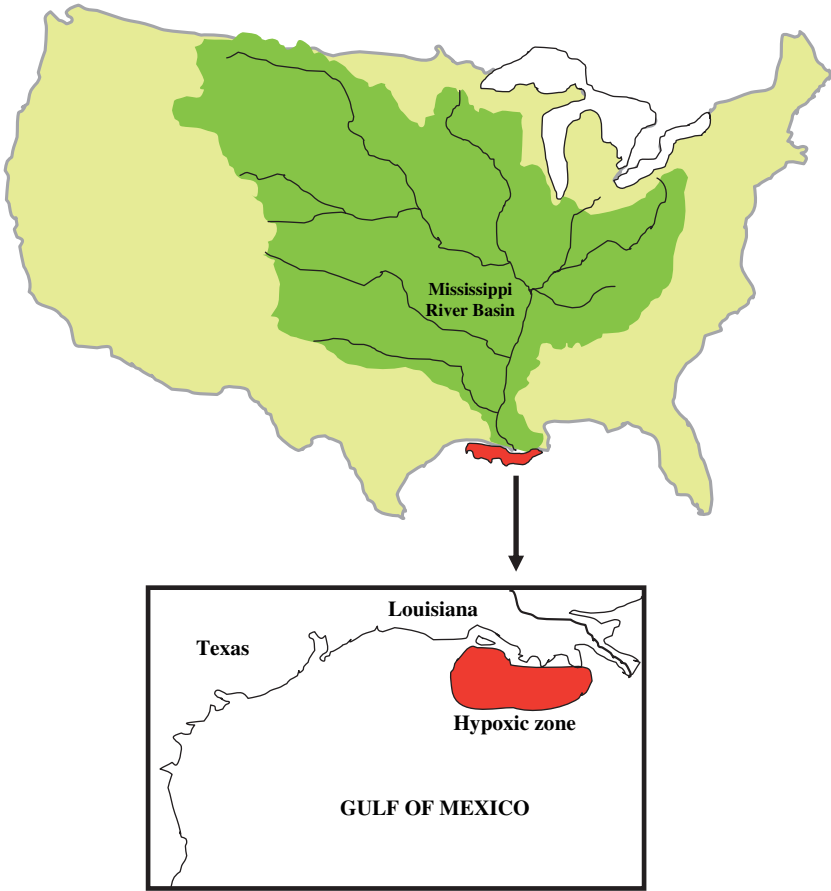 Mississippi
River Basin
Louisiana
Texas
Hypoxic zone
GULF OF MEXICO